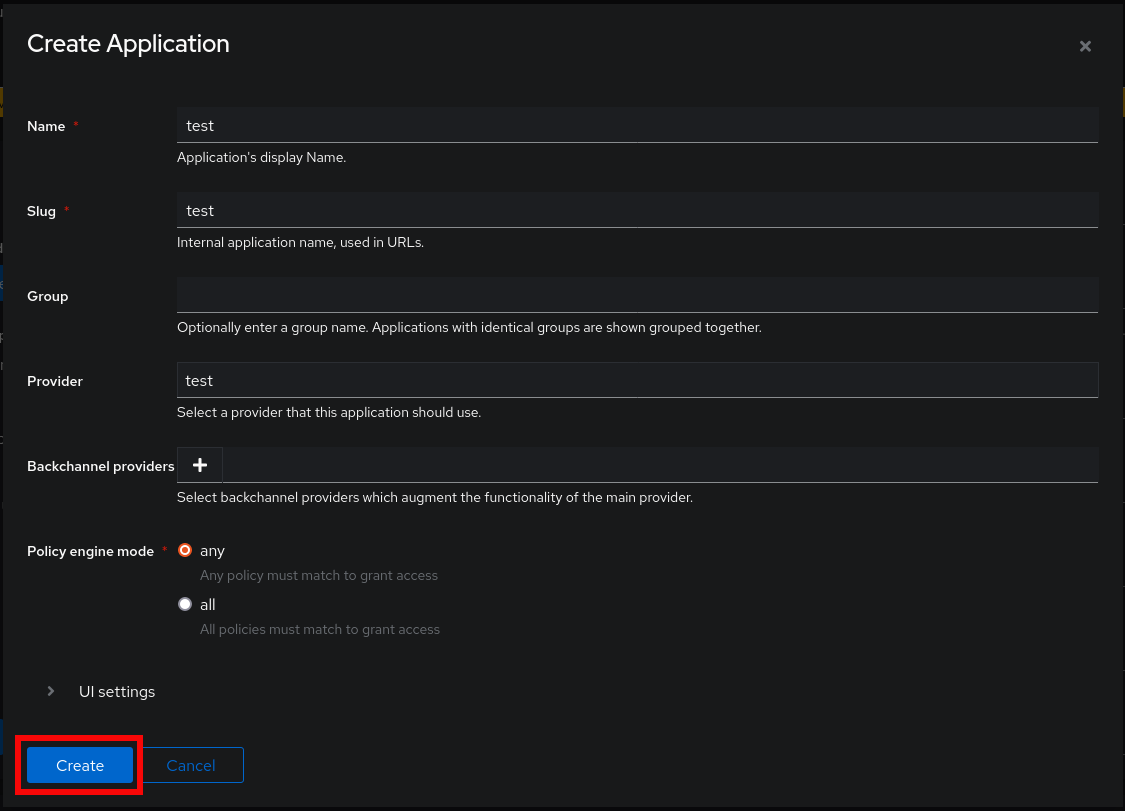 Create Application
Name *
test
Application's display Name.
Slug *
test
Internal application name, used in URLs.
Group
Optionally enter a group name. Applications with identical groups are shown grouped together.
Provider
test
Select a provider that this application should use.
Backchannel providers
Select backchannel providers which augment the functionality of the main provider.
Policy engine mode *
any
Any policy must match to grant access
all
All policies must match to grant access
UI settings
Create
Cancel